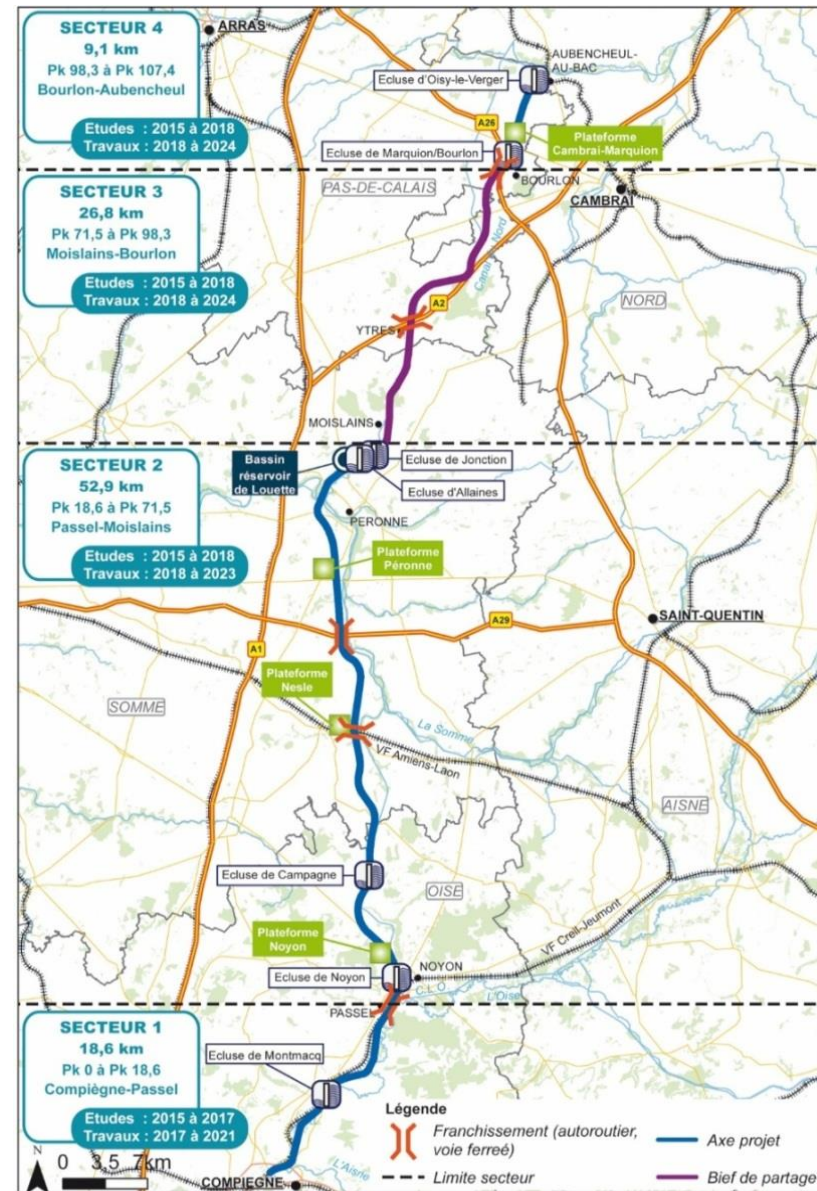 SECTEUR 4
9,1 km
Pk 98,3 à Pk 107,4
Bourlon-Aubencheul
Etudes : 2015 à 2018
Travaux : 2018 à 2024
ARRAS
AUBENCHEUL-
AU-BAC
Ecluse d'Oisy-le-Verger
A26
Plateforme
Cambrai-Marquion
Ecluse de Marquion/Bourlon
BOURLON
CAMBRAI
SECTEUR 3
26,8 km
Pk 71,5 à Pk 98,3
Moislains-Bourlon
Etudes : 2015 à 2018
Travaux : 2018 à 2024
PAS-DE-CALAIS
Canal du Nord
A2
YTRES
NORD
MOISLAINS
SECTEUR 2
52,9 km
Pk 18,6 à Pk 71,5
Passel-Moislains
Etudes : 2015 à 2018
Travaux : 2018 à 2023
Bassin
réservoir
de Louette
Ecluse de Jonction
Ecluse d'Allaines
PERONNE
Plateforme
Péronne
A29
SAINT-QUENTIN
A1
Plateforme
Nesle
SOMME
La Somme
VF Amiens-Laon
AISNE
Ecluse de Campagne
OISE
VF Creil-Jeumont
Plateforme
Noyon
Ecluse de Noyon
NOYON
C.L.O.
L'Oise
PASSEL
SECTEUR 1
18,6 km
Pk 0 à Pk 18,6
Compiègne-Passel
Etudes : 2015 à 2017
Travaux : 2017 à 2021
Ecluse de Montmacq
L'Aisne
COMPIEGNE
N
0 3,5 7km
Légende
Franchissement (autoroutier,
voie ferreé)
Limite secteur
Axe projet
Bief de partage